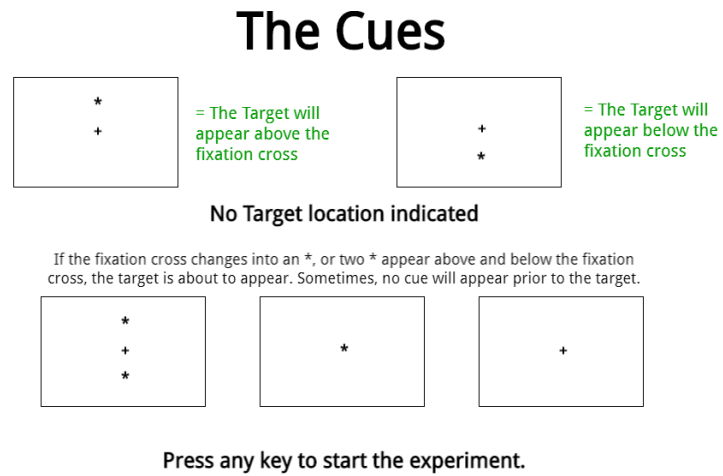 The Cues
*
+
= The Target will
appear above the
fixation cross
+
*
= The Target will
appear below the
fixation cross
No Target location indicated
If the fixation cross changes into an *, or two * appear above and below the fixation
cross, the target is about to appear. Sometimes, no cue will appear prior to the target.
*
+
*
*
+
Press any key to start the experiment.